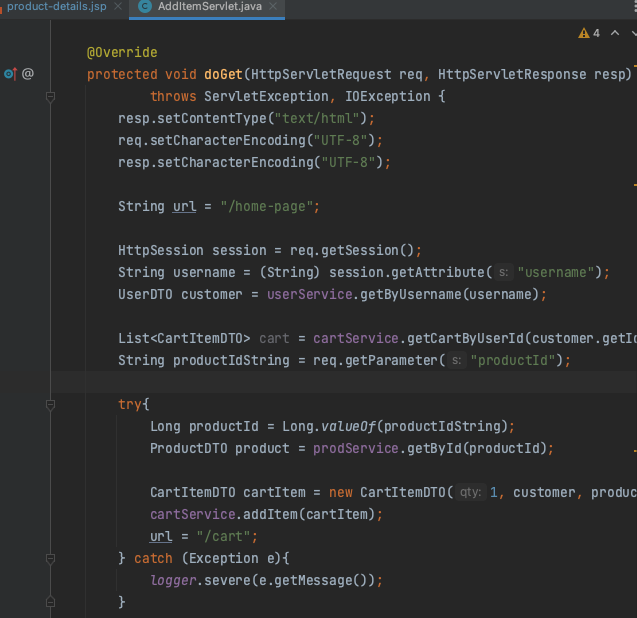 product-details.jsp
AddItemServlet.java
4
@Override
protected void doGet(HttpServletRequest req, HttpServletResponse resp)
throws ServletException, IOException {
resp.setContentType("text/html");
req.setCharacterEncoding("UTF-8");
resp.setCharacterEncoding("UTF-8");
String url = "/home-page";
HttpSession session = req.getSession();
String username = (String) session.getAttribute( s: "username");
UserDTO customer = userService.getByUsername(username);
List<CartItemDTO> cart = cartService.getCartByUserId(customer.getId
String productIdString = req.getParameter( s: "productId");
try{
Long productId = Long.valueOf(productIdString);
ProductDTO product = prodService.getById(productId);
CartItemDTO cartItem = new CartItemDTO( qty: 1, customer, produc
cartService.addItem(cartItem);
url = "/cart";
} catch (Exception e){
logger.severe(e.getMessage());
}